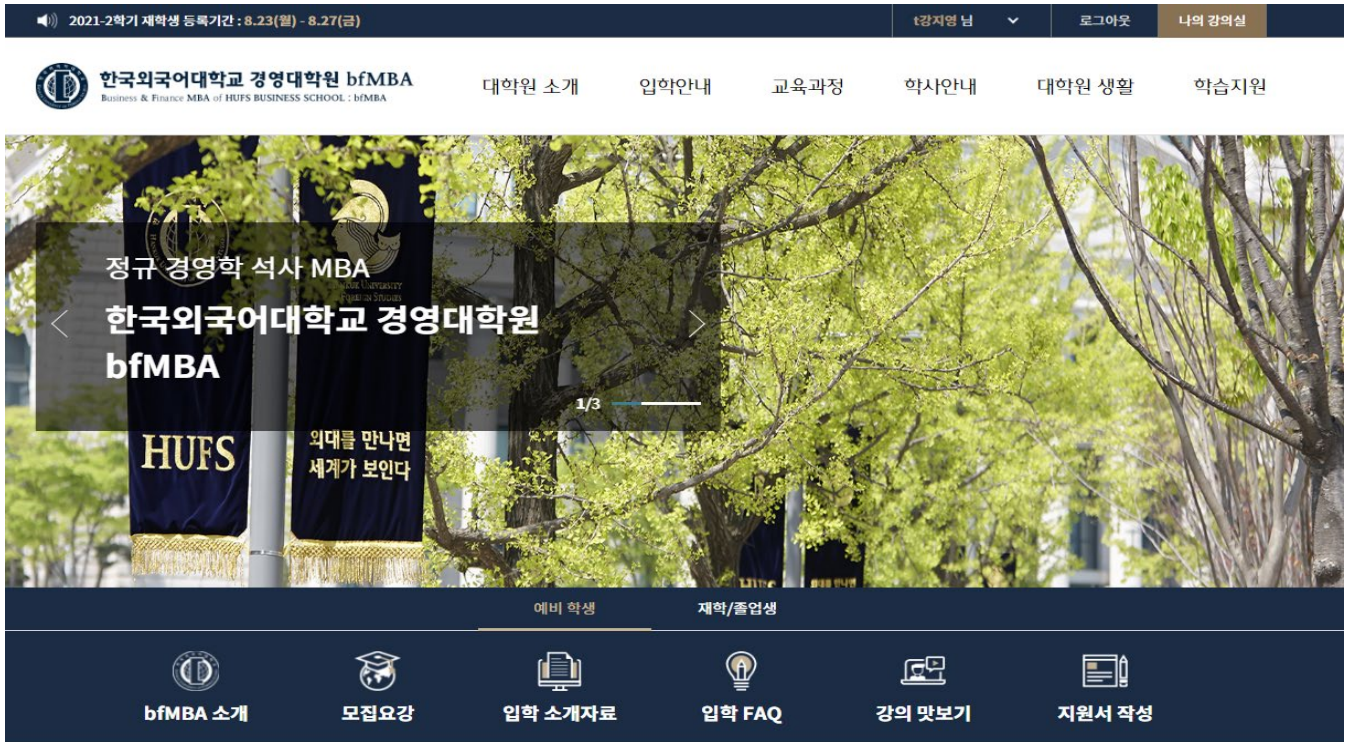 2021-2학기 재학생 등록기간 : 8.23(월) - 8.27(금)
t강지영 님
로그아웃
나의 강의실
한국외국어대학교 경영대학원 bfMBA
Business & Finance MBA of HUFS BUSINESS SCHOOL : bfMBA
대학원 소개
입학안내
교육과정
학사안내
대학원 생활
학습지원
정규 경영학 석사 MBA
한국외국어대학교 경영대학원
bfMBA
1/3
HUFS
외대를 만나면
세계가 보인다
예비 학생
재학/졸업생
bfMBA 소개
모집요강
입학 소개자료
입학 FAQ
강의 맛보기
지원서 작성